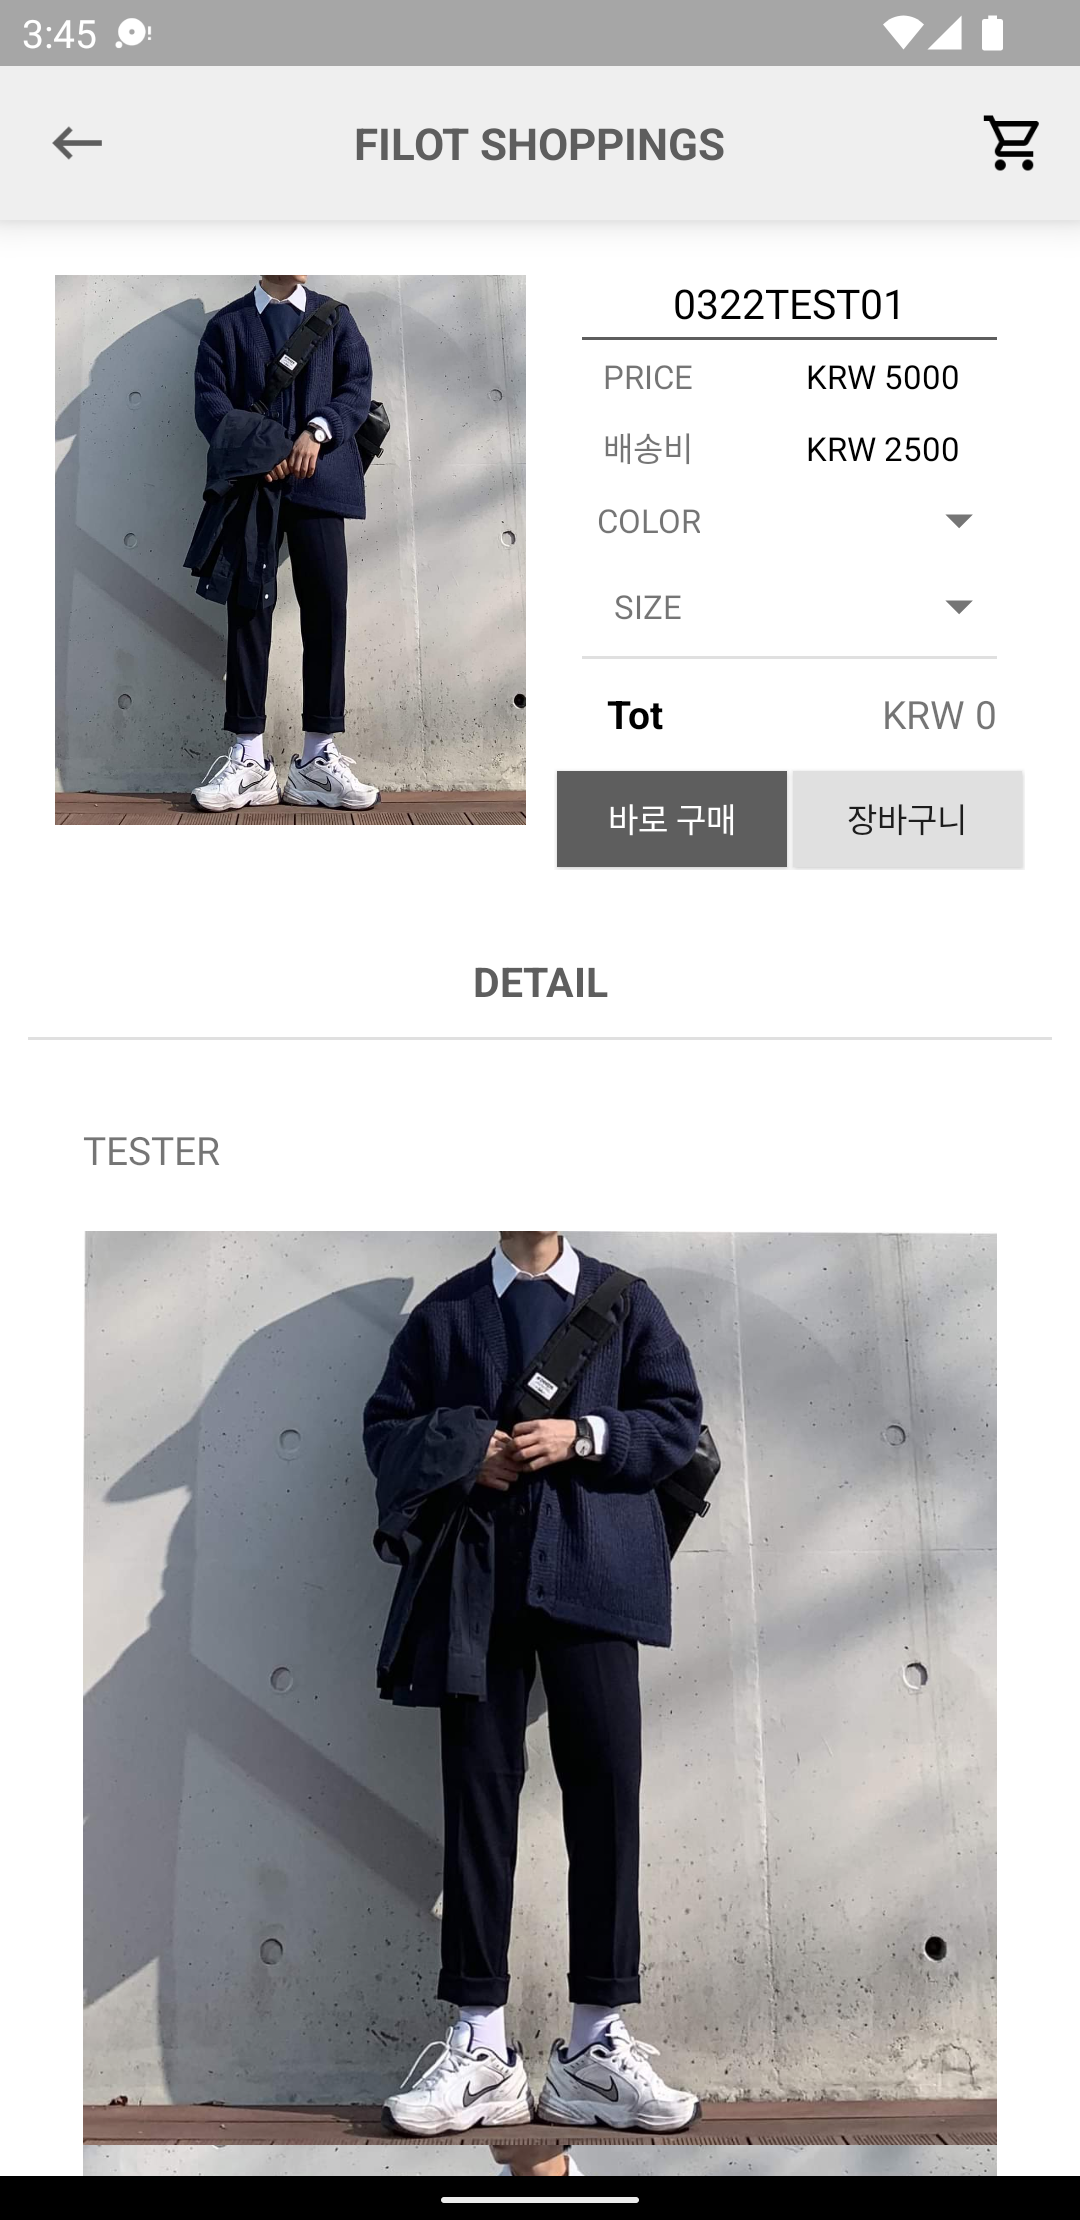 3:45
FILOT SHOPPINGS
0322TEST01
PRICE KRW 5000
배송비 KRW 2500
COLOR
SIZE
Tot KRW 0
바로 구매 장바구니
DETAIL
TESTER